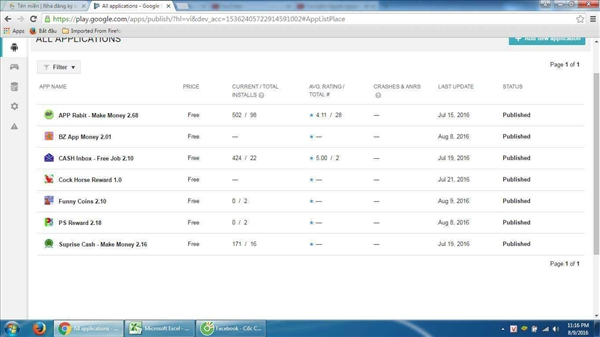 Tên miền | Nhà đăng ký
All applications - Google
https://play.google.com/apps/publish/?hl=vi&dev_acc=15362405722914591002#AppListPlace
Apps Bắt đầu Imported From Firef
ALL APPLICATIONS
Add new application
Filter
Page 1 of 1
APP NAME PRICE CURRENT / TOTAL INSTALLS AVG. RATING / TOTAL # CRASHES & ANRS LAST UPDATE STATUS
APP Rabit - Make Money 2.68 Free 502 / 98 ★ 4.11 / 28 — Jul 15, 2016 Published
BZ App Money 2.01 Free — ★ — — Aug 8, 2016 Published
CASH Inbox - Free Job 2.10 Free 424 / 22 ★ 5.00 / 2 — Jul 19, 2016 Published
Cock Horse Reward 1.0 Free — ★ — — Jul 21, 2016 Published
Funny Coins 2.10 Free 0 / 2 ★ — — Aug 9, 2016 Published
PS Reward 2.18 Free 0 / 2 ★ — — Aug 8, 2016 Published
Suprise Cash - Make Money 2.16 Free 171 / 16 ★ — — Jul 19, 2016 Published
Page 1 of 1
All applications - ... Microsoft Excel - ... Facebook - Cốc C...
11:16 PM
8/9/2016